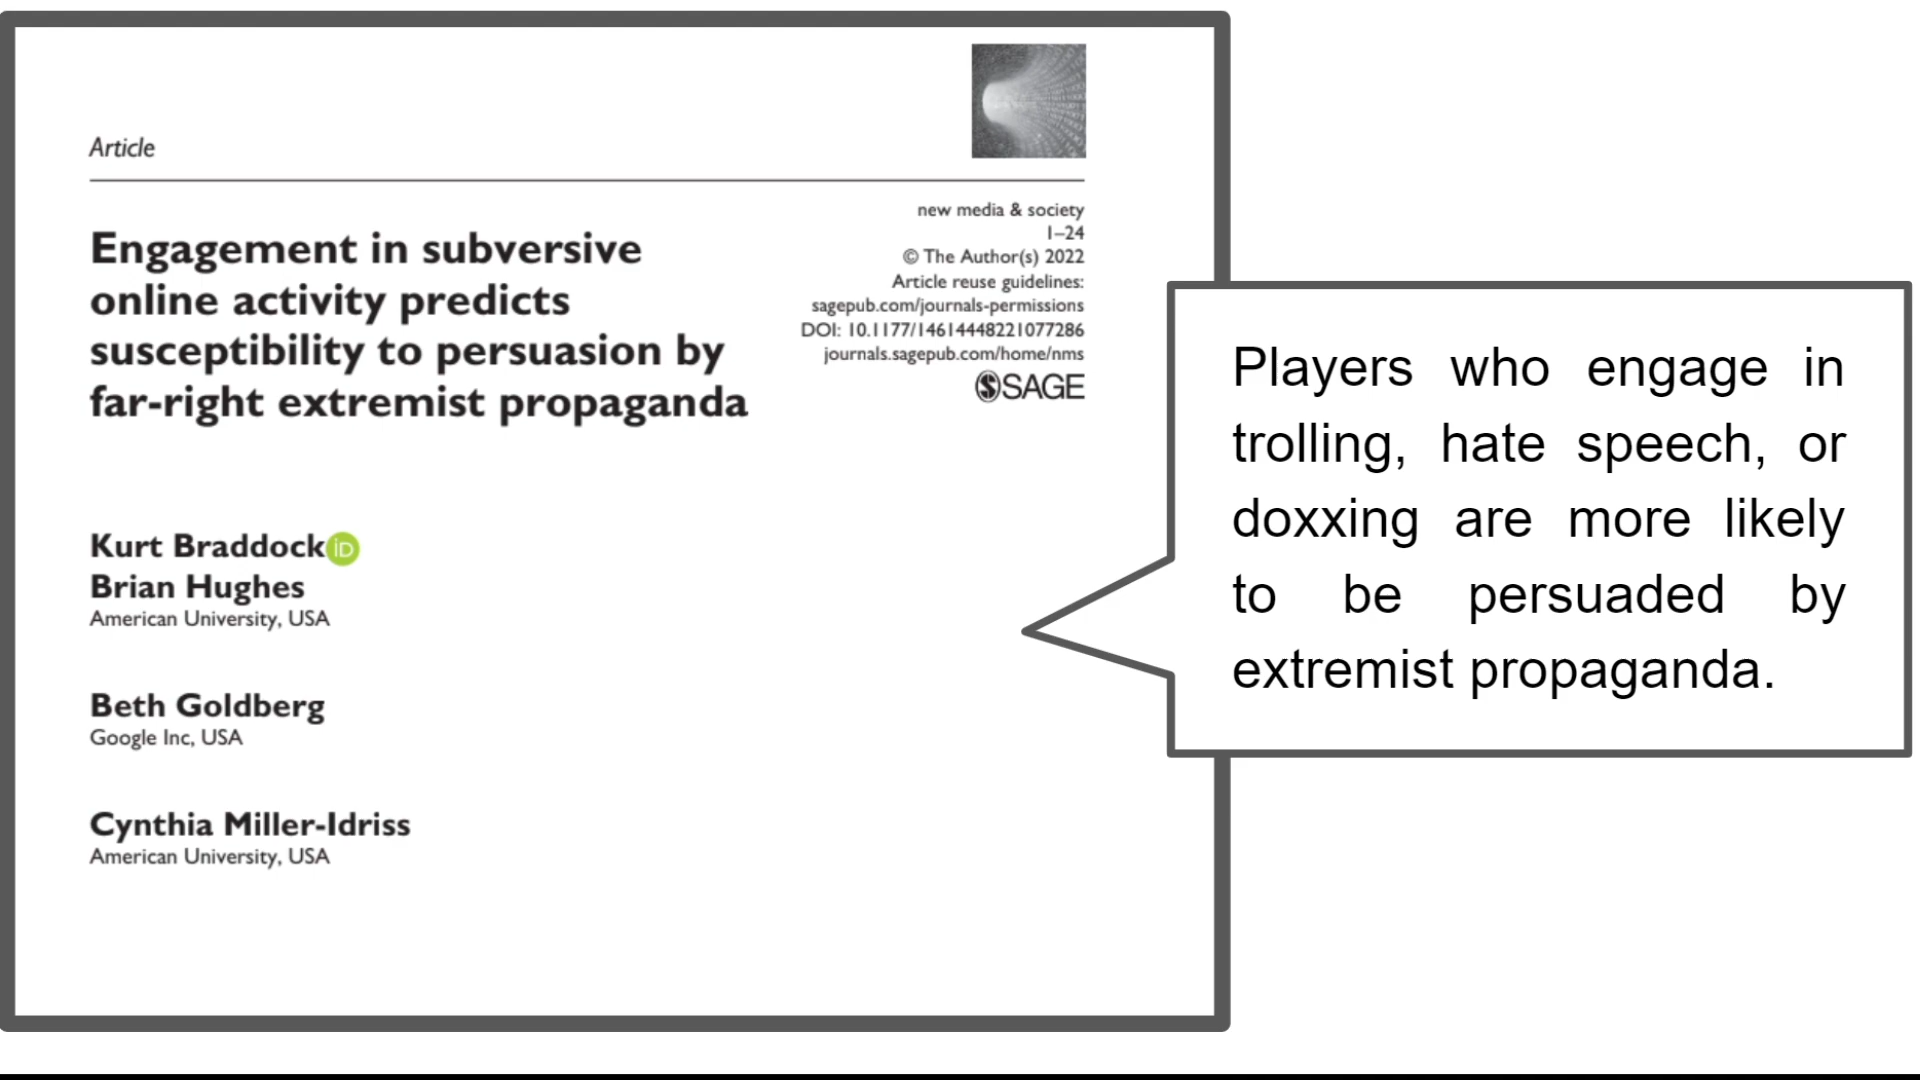 Article
new media & society
1–24
© The Author(s) 2022
Article reuse guidelines:
sagepub.com/journals-permissions
DOI: 10.1177/14614448221077286
journals.sagepub.com/home/nms
SAGE
Engagement in subversive
online activity predicts
susceptibility to persuasion by
far-right extremist propaganda
Kurt Braddock iD
Brian Hughes
American University, USA
Beth Goldberg
Google Inc, USA
Cynthia Miller-Idriss
American University, USA
Players who engage in
trolling, hate speech, or
doxxing are more likely
to be persuaded by
extremist propaganda.